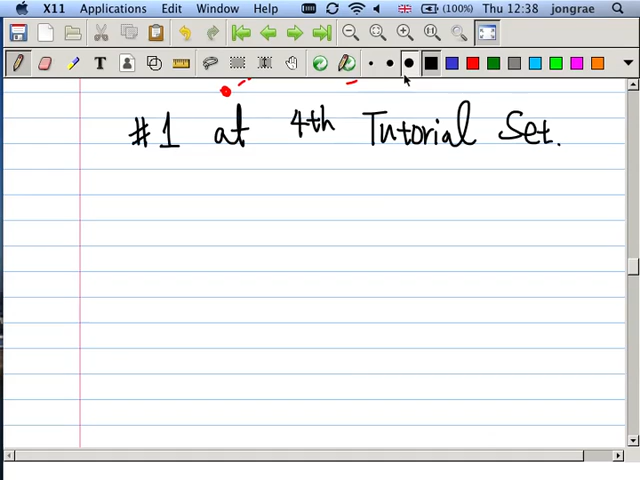 X11 Applications Edit Window Help (100%) Thu 12:38 jongrae
#1 at 4th Tutorial Set.